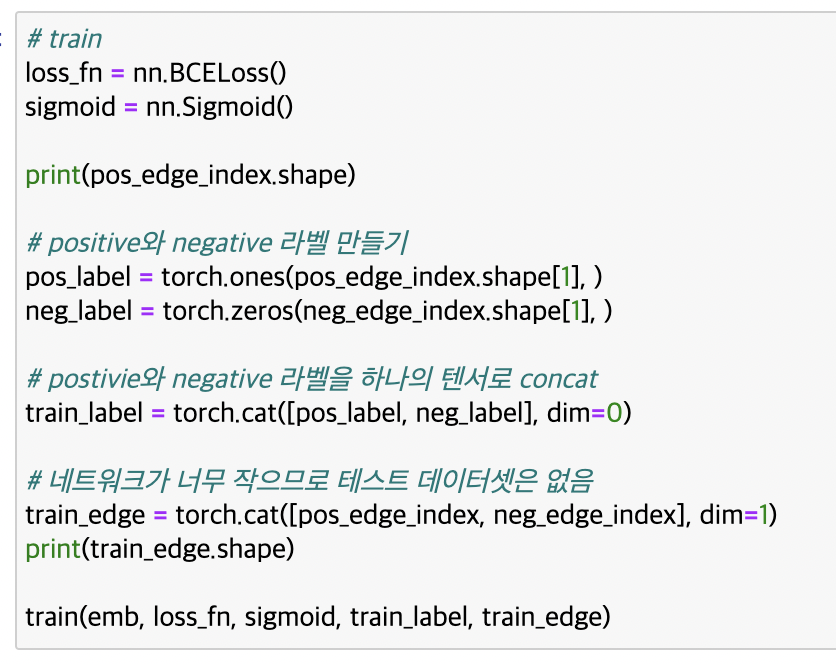 # train
loss_fn = nn.BCELoss()
sigmoid = nn.Sigmoid()
print(pos_edge_index.shape)
# positive와 negative 라벨 만들기
pos_label = torch.ones(pos_edge_index.shape[1], )
neg_label = torch.zeros(neg_edge_index.shape[1], )
# postivie와 negative 라벨을 하나의 텐서로 concat
train_label = torch.cat([pos_label, neg_label], dim=0)
# 네트워크가 너무 작으므로 테스트 데이터셋은 없음
train_edge = torch.cat([pos_edge_index, neg_edge_index], dim=1)
print(train_edge.shape)
train(emb, loss_fn, sigmoid, train_label, train_edge)